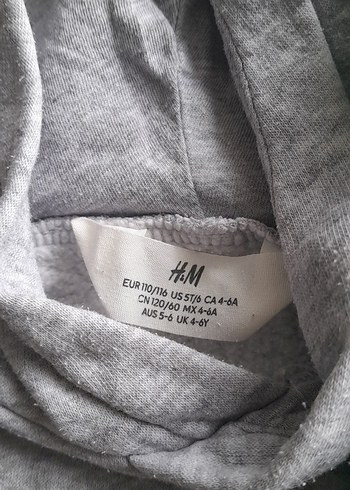 H&M
EUR 110/116 US 5T/6 CA 4-6A
CN 120/60 MX 4-6A
AUS 5-6 UK 4-6Y